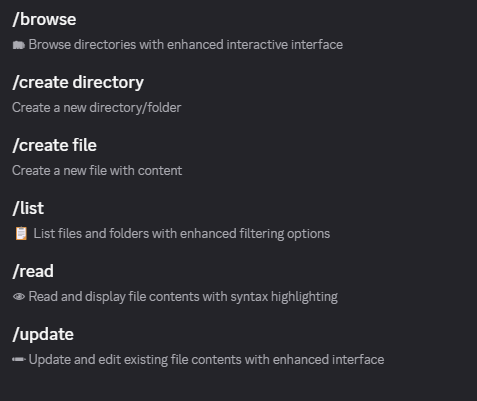 /browse
Browse directories with enhanced interactive interface
/create directory
Create a new directory/folder
/create file
Create a new file with content
/list
List files and folders with enhanced filtering options
/read
Read and display file contents with syntax highlighting
/update
Update and edit existing file contents with enhanced interface